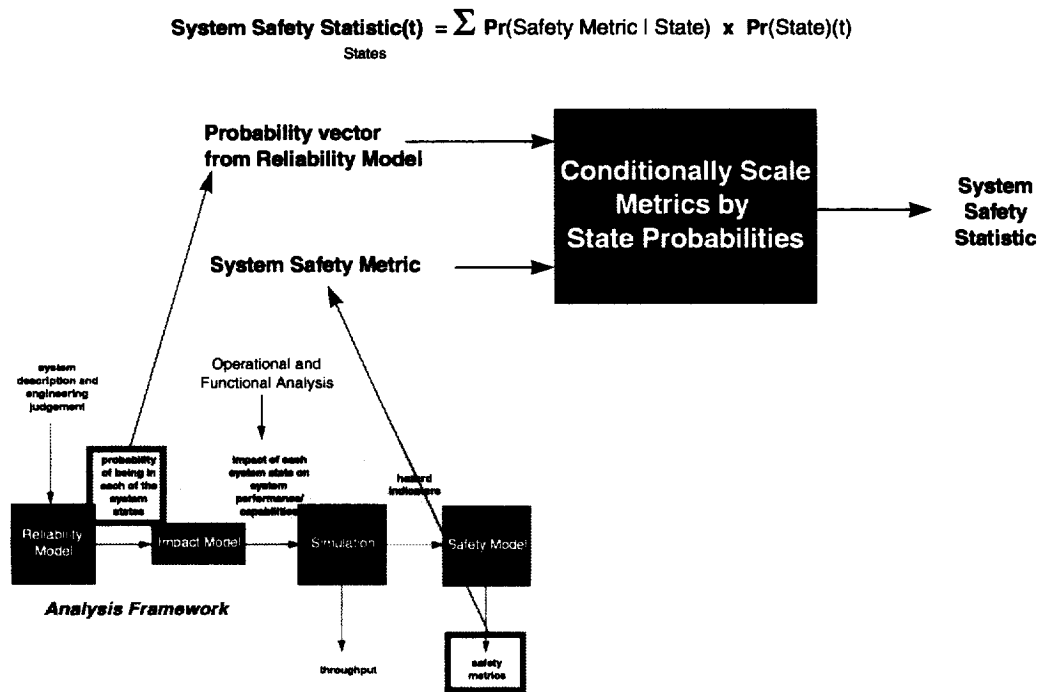 System Safety Statistic(t) = Σ Pr(Safety Metric | State) x Pr(State)(t)
States
Probability vector
from Reliability Model
Conditionally Scale
Metrics by
State Probabilities
System
Safety
Statistic
System Safety Metric
system
description and
engineering
judgement
Operational and
Functional Analysis
probability
of being in
each of the
system
states
impact of each
system state on
system
performance/
capabilities
hazard
indicators
Reliability
Model
Impact Model
Simulation
Safety Model
Analysis Framework
throughput
safety
metrics